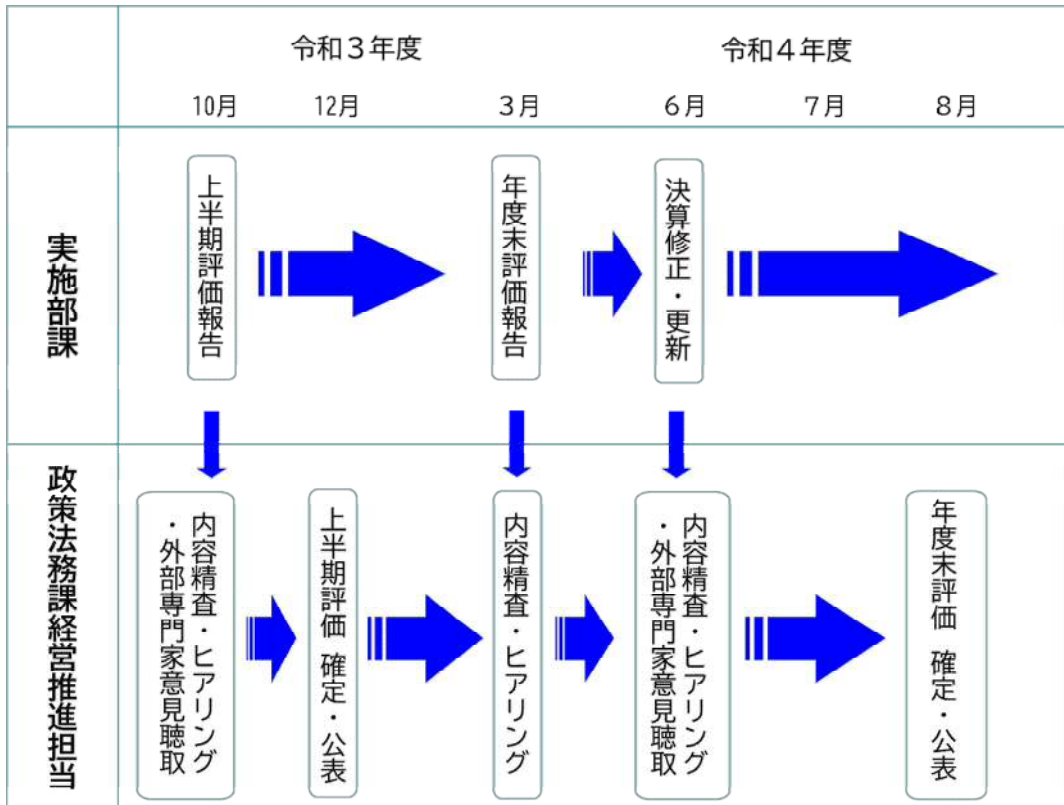 令和３年度
令和４年度
10月
12月
３月
６月
７月
８月
実施部課
上半期評価報告
年度末評価報告
決算修正・更新
政策法務課経営推進担当
内容精査・ヒアリング
・外部専門家意見聴取
上半期評価 確定・公表
内容精査・ヒアリング
内容精査・ヒアリング
・外部専門家意見聴取
年度末評価 確定・公表